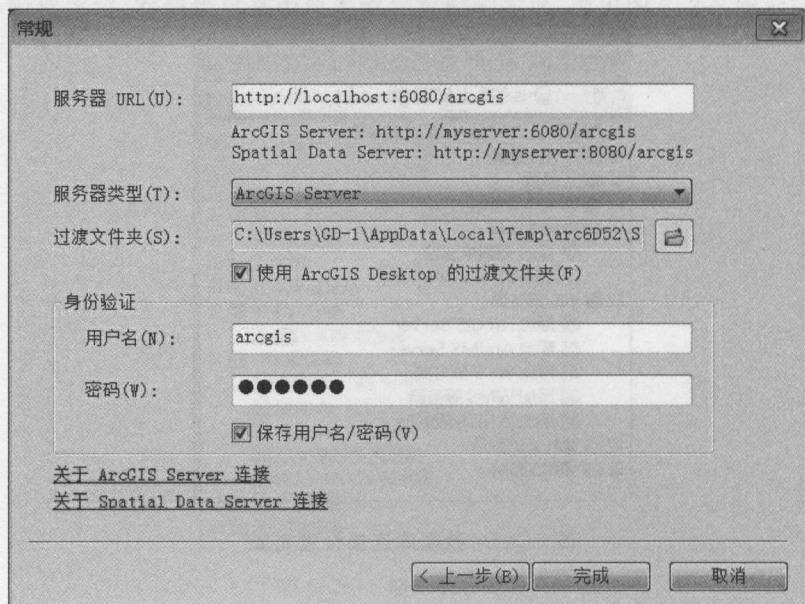 常规
服务器 URL(U):
http://localhost:6080/arcgis
ArcGIS Server: http://myserver:6080/arcgis
Spatial Data Server: http://myserver:8080/arcgis
服务器类型(T):
ArcGIS Server
过渡文件夹(S):
C:\Users\GD-1\AppData\Local\Temp\arc6D52\S
使用 ArcGIS Desktop 的过渡文件夹(F)
身份验证
用户名(N):
arcgis
密码(W):
●●●●●●
保存用户名/密码(V)
关于 ArcGIS Server 连接
关于 Spatial Data Server 连接
< 上一步(B)
完成
取消